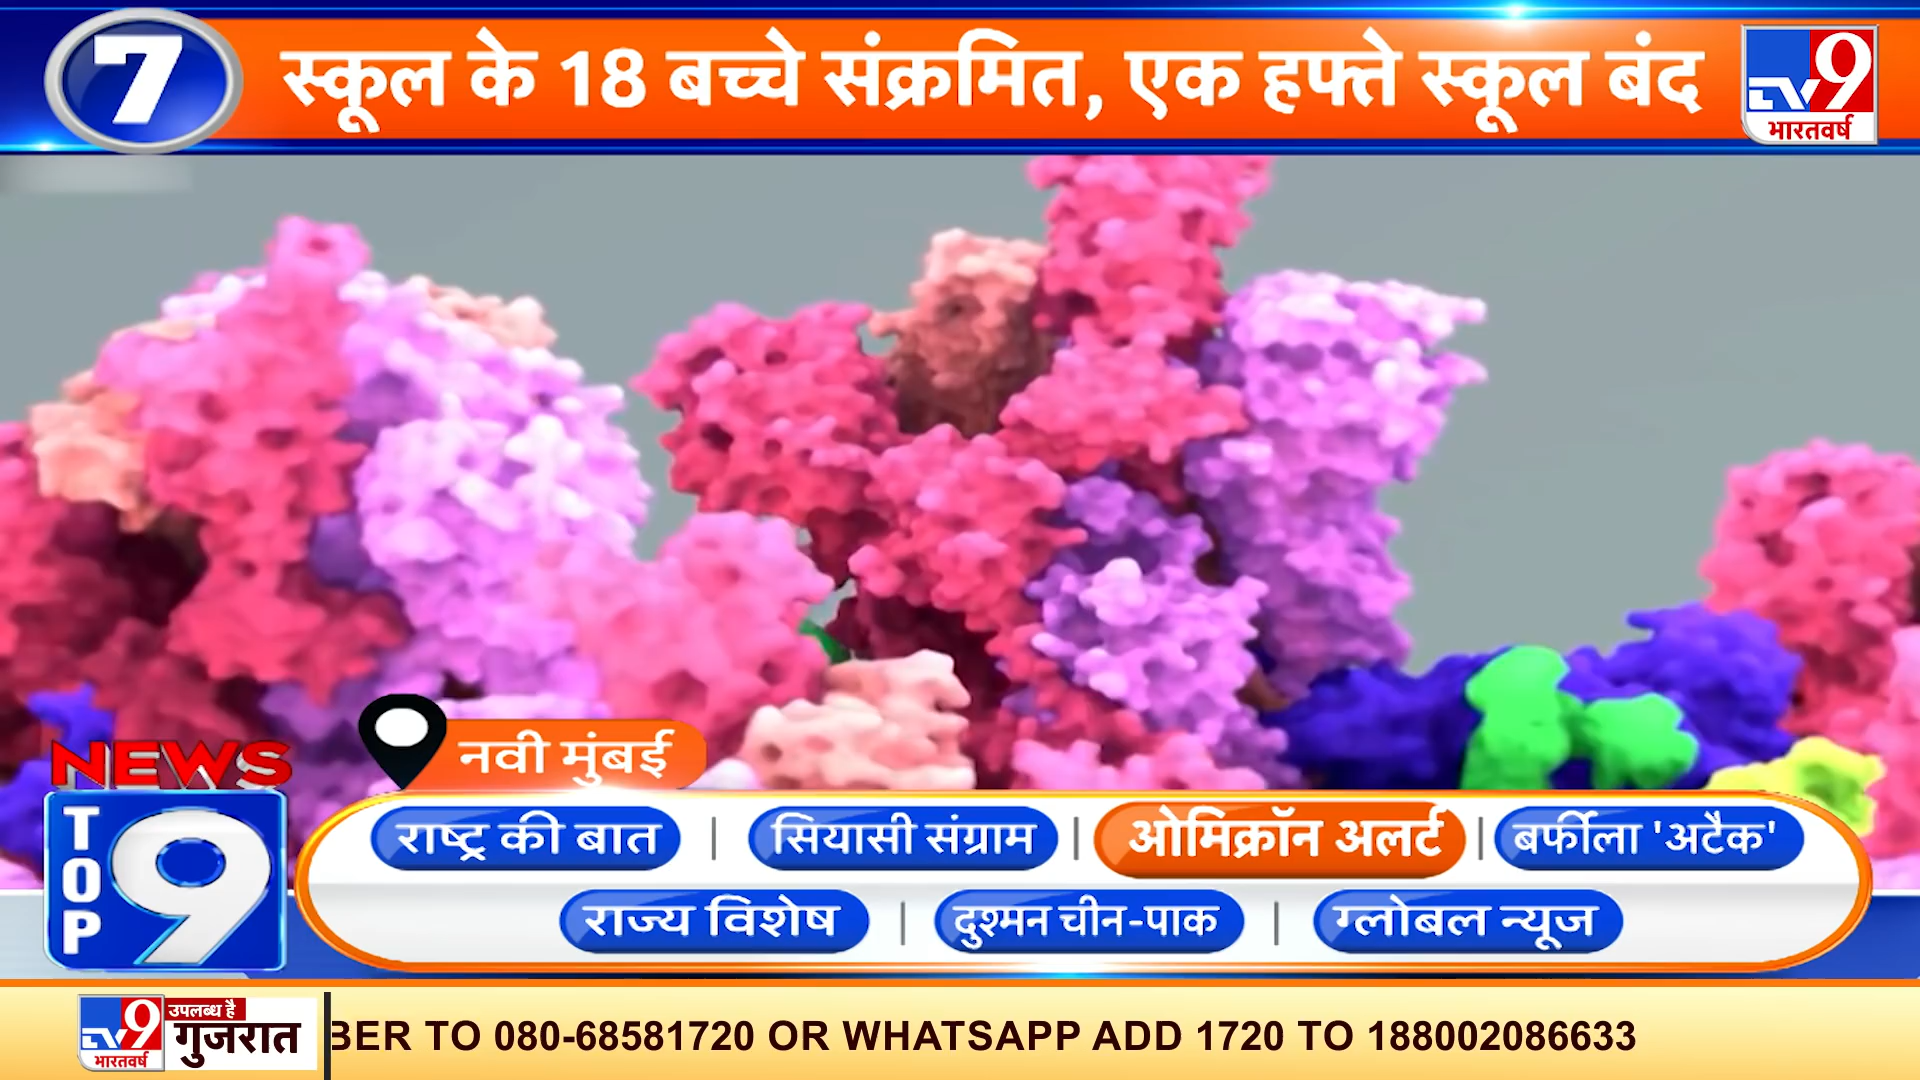 7 स्कूल के 18 बच्चे संक्रमित, एक हफ्ते स्कूल बंद
TV9 भारतवर्ष
नवी मुंबई
NEWS
TOP 9
राष्ट्र की बात | सियासी संग्राम | ओमिक्रॉन अलर्ट | बर्फीला 'अटैक'
राज्य विशेष | दुश्मन चीन-पाक | ग्लोबल न्यूज
TV9 भारतवर्ष उपलब्ध है गुजरात
BER TO 080-68581720 OR WHATSAPP ADD 1720 TO 188002086633